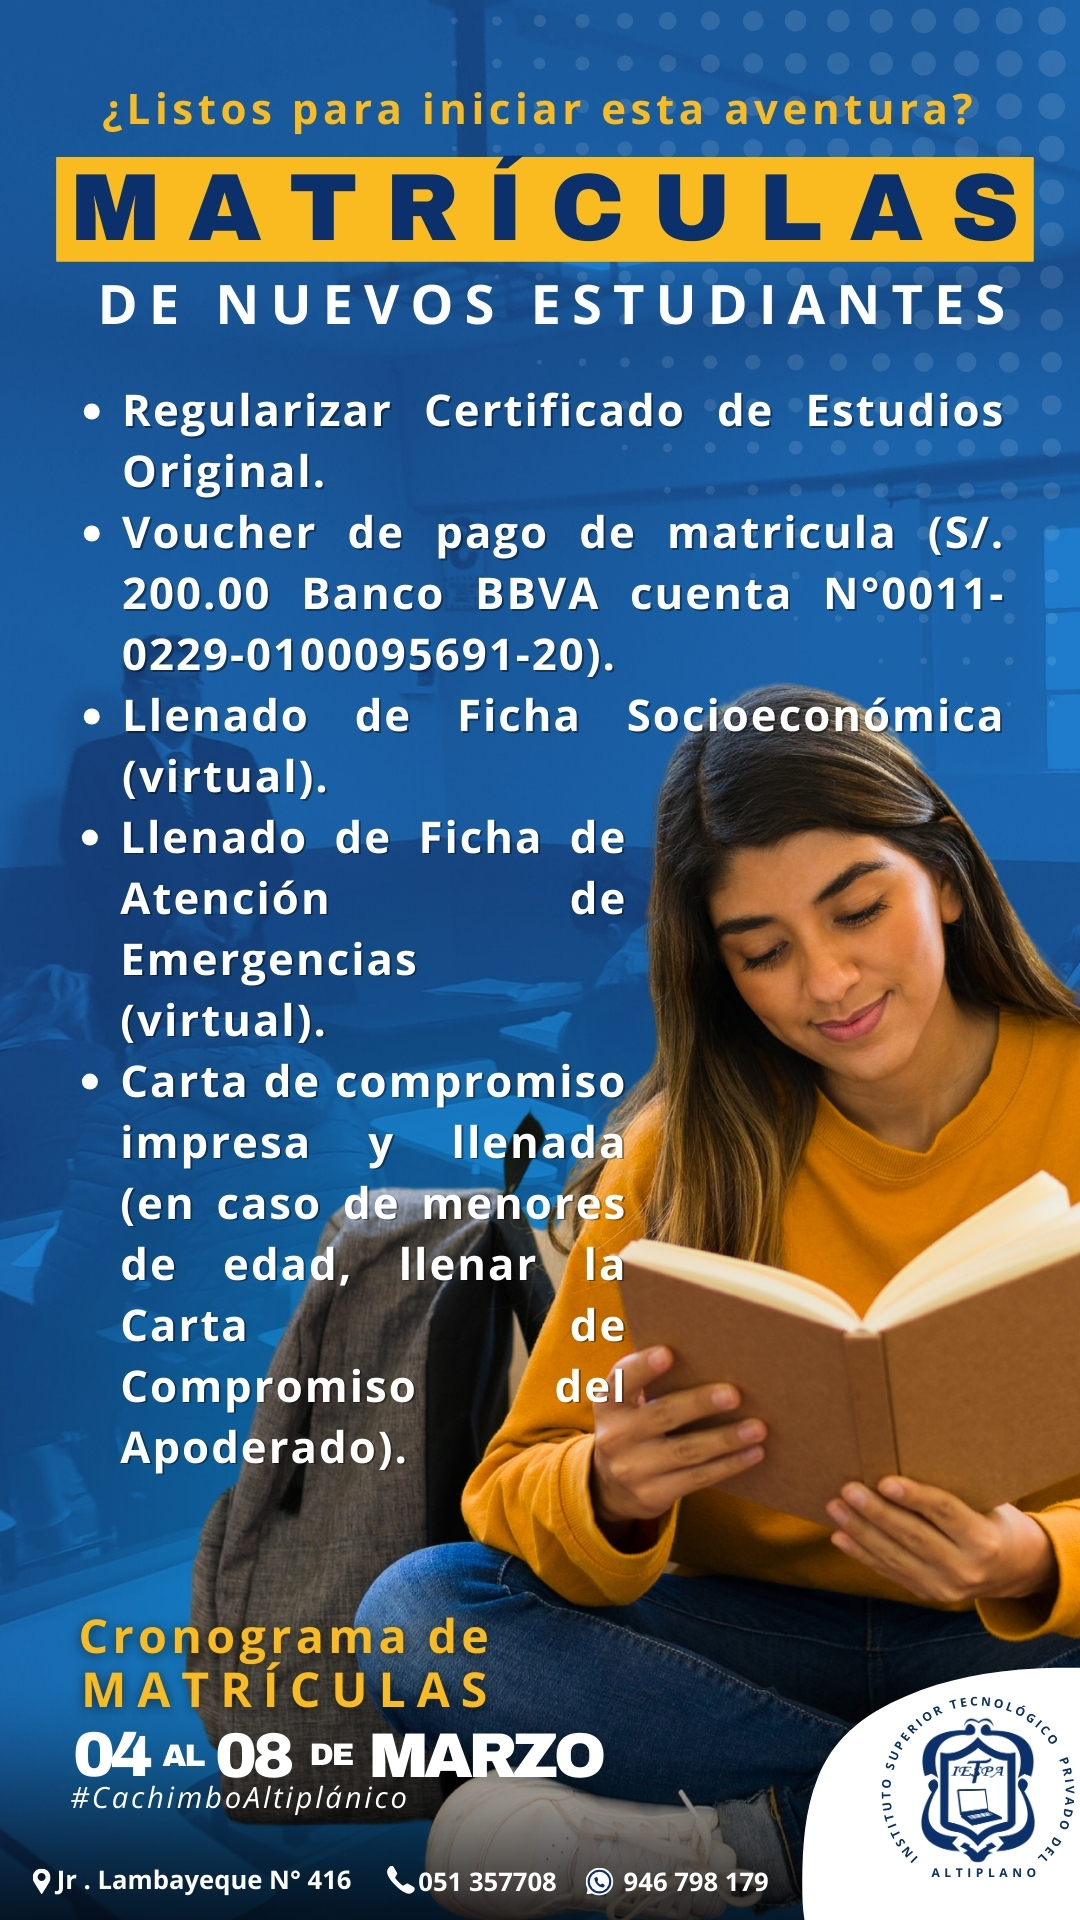 ¿Listos para iniciar esta aventura?
MATRÍCULAS
DE NUEVOS ESTUDIANTES
• Regularizar Certificado de Estudios
Original.
• Voucher de pago de matricula (S/.
200.00 Banco BBVA cuenta N°0011-
0229-0100095691-20).
• Llenado de Ficha Socioeconómica
(virtual).
• Llenado de Ficha de
Atención de
Emergencias
(virtual).
• Carta de compromiso
impresa y llenada
(en caso de menores
de edad, llenar la
Carta de
Compromiso del
Apoderado).
Cronograma de
MATRÍCULAS
04 AL 08 DE MARZO
#CachimboAltiplánico
Jr . Lambayeque N° 416 051 357708 946 798 179
INSTITUTO SUPERIOR TECNOLÓGICO PRIVADO DEL
ALTIPLANO
IESTPA